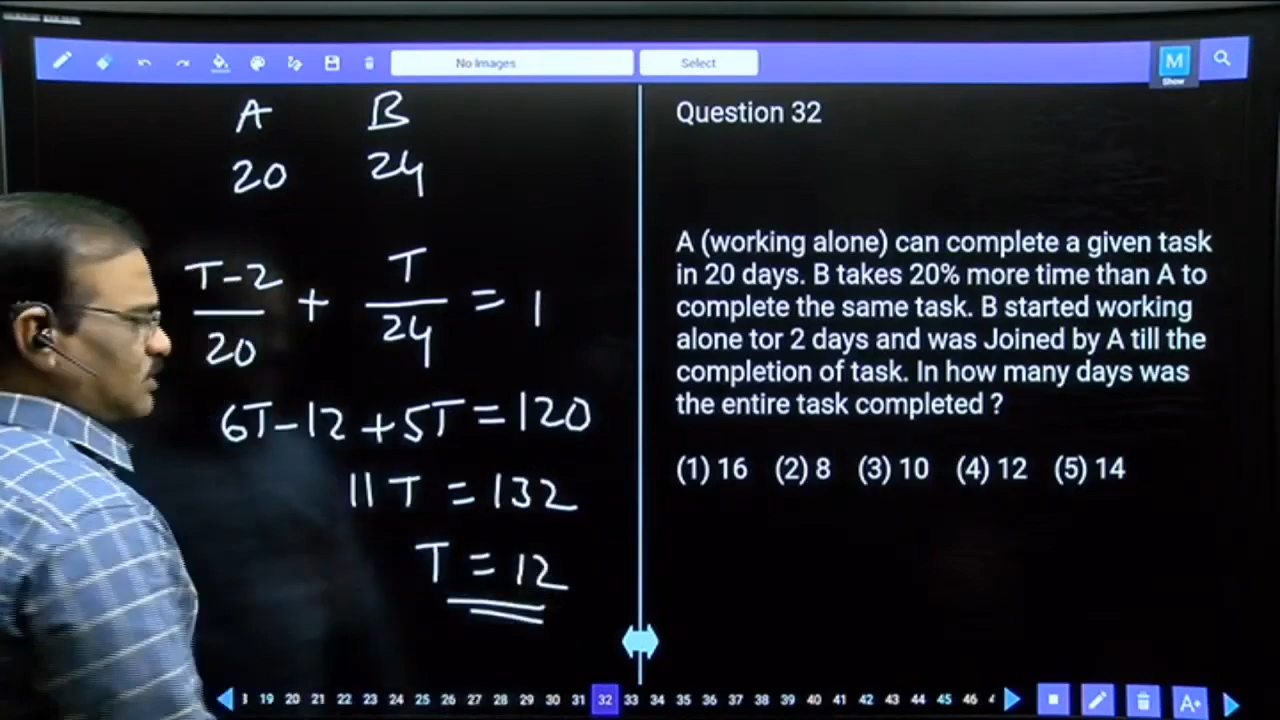 No Images
Select
M
Show
A B
20 24
T-2/20 + T/24 = 1
6T-12+5T=120
11T = 132
T = 12
Question 32
A (working alone) can complete a given task
in 20 days. B takes 20% more time than A to
complete the same task. B started working
alone tor 2 days and was Joined by A till the
completion of task. In how many days was
the entire task completed ?
(1) 16 (2) 8 (3) 10 (4) 12 (5) 14
19 20 21 22 23 24 25 26 27 28 29 30 31 32 33 34 35 36 37 38 39 40 41 42 43 44 45 46
A+